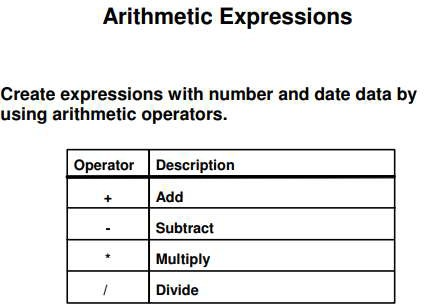 Arithmetic Expressions
Create expressions with number and date data by
using arithmetic operators.
Operator Description
+ Add
- Subtract
* Multiply
/ Divide